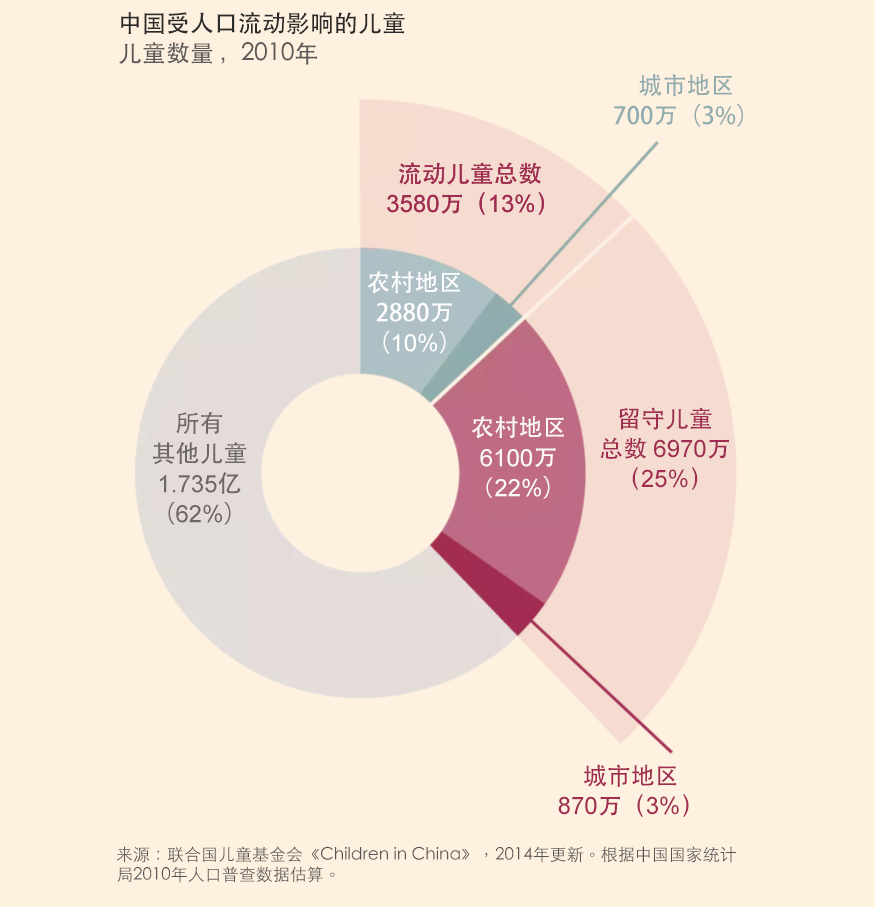 中国受人口流动影响的儿童
儿童数量，2010年
城市地区
700万（3%）
流动儿童总数
3580万（13%）
农村地区
2880万
（10%）
所有
其他儿童
1.735亿
（62%）
农村地区
6100万
（22%）
留守儿童
总数 6970万
（25%）
城市地区
870万（3%）
来源：联合国儿童基金会《Children in China》，2014年更新。根据中国国家统计
局2010年人口普查数据估算。